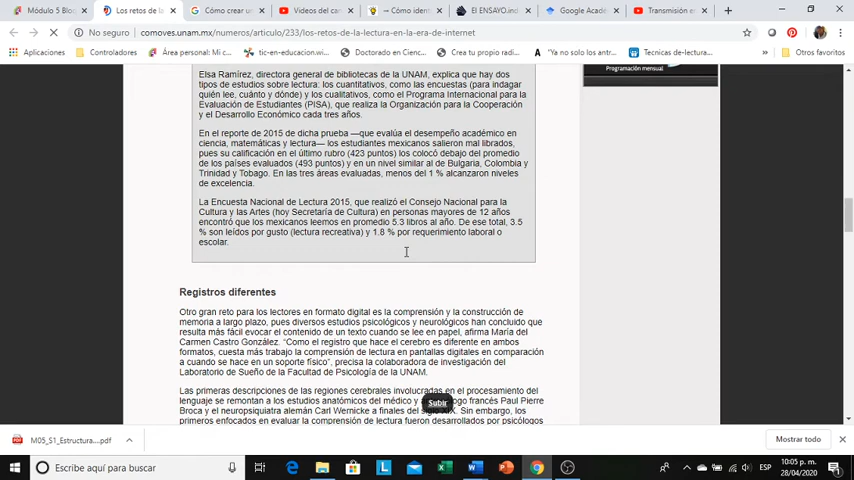 Módulo 5 Bloq
Los retos de la
Cómo crear un
Videos del car
→ Cómo ident
El ENSAYO.inc
Google Acadé
Transmisión e
No seguro
comoves.unam.mx/numeros/articulo/233/los-retos-de-la-lectura-en-la-era-de-internet
Aplicaciones
Controladores
Área personal: Mi c...
tic-en-educacion.wi...
Doctorado en Cienc...
Crea tu propio curri...
"Ya no solo los antr...
Tecnicas de-lectura...
Otros favoritos
Programación mensual
Elsa Ramírez, directora general de bibliotecas de la UNAM, explica que hay dos
tipos de estudios sobre lectura: los cuantitativos, como las encuestas (para indagar
quién lee, cuánto y dónde) y los cualitativos, como el Programa Internacional para la
Evaluación de Estudiantes (PISA), que realiza la Organización para la Cooperación
y el Desarrollo Económico cada tres años.
En el reporte de 2015 de dicha prueba —que evalúa el desempeño académico en
ciencia, matemáticas y lectura— los estudiantes mexicanos salieron mal librados,
pues su calificación en el último rubro (423 puntos) los colocó debajo del promedio
de los países evaluados (493 puntos) y en un nivel similar al de Bulgaria, Colombia y
Trinidad y Tobago. En las tres áreas evaluadas, menos del 1 % alcanzaron niveles
de excelencia.
La Encuesta Nacional de Lectura 2015, que realizó el Consejo Nacional para la
Cultura y las Artes (hoy Secretaría de Cultura) en personas mayores de 12 años
encontró que los mexicanos leemos en promedio 5.3 libros al año. De ese total, 3.5
% son leídos por gusto (lectura recreativa) y 1.8 % por requerimiento laboral o
escolar.
Registros diferentes
Otro gran reto para los lectores en formato digital es la comprensión y la construcción de
memoria a largo plazo, pues diversos estudios psicológicos y neurológicos han concluido que
resulta más fácil evocar el contenido de un texto cuando se lee en papel, afirma María del
Carmen Castro González. "Como el registro que hace el cerebro es diferente en ambos
formatos, cuesta más trabajo la comprensión de lectura en pantallas digitales en comparación
a cuando se hace en un soporte físico", precisa la colaboradora de investigación del
Laboratorio de Sueño de la Facultad de Psicología de la UNAM.
Las primeras descripciones de las regiones cerebrales involucradas en el procesamiento del
lenguaje se remontan a los estudios anatómicos del médico y francés Paul Pierre
Broca y el neuropsiquiatra alemán Carl Wernicke a finales del siglo XIX. Sin embargo, los
primeros enfocados en evaluar la comprensión de lectura fueron desarrollados por psicólogos
Subir
M05_S1_Estructura....pdf
Mostrar todo
Escribe aquí para buscar
ESP
10:05 p. m.
28/04/2020